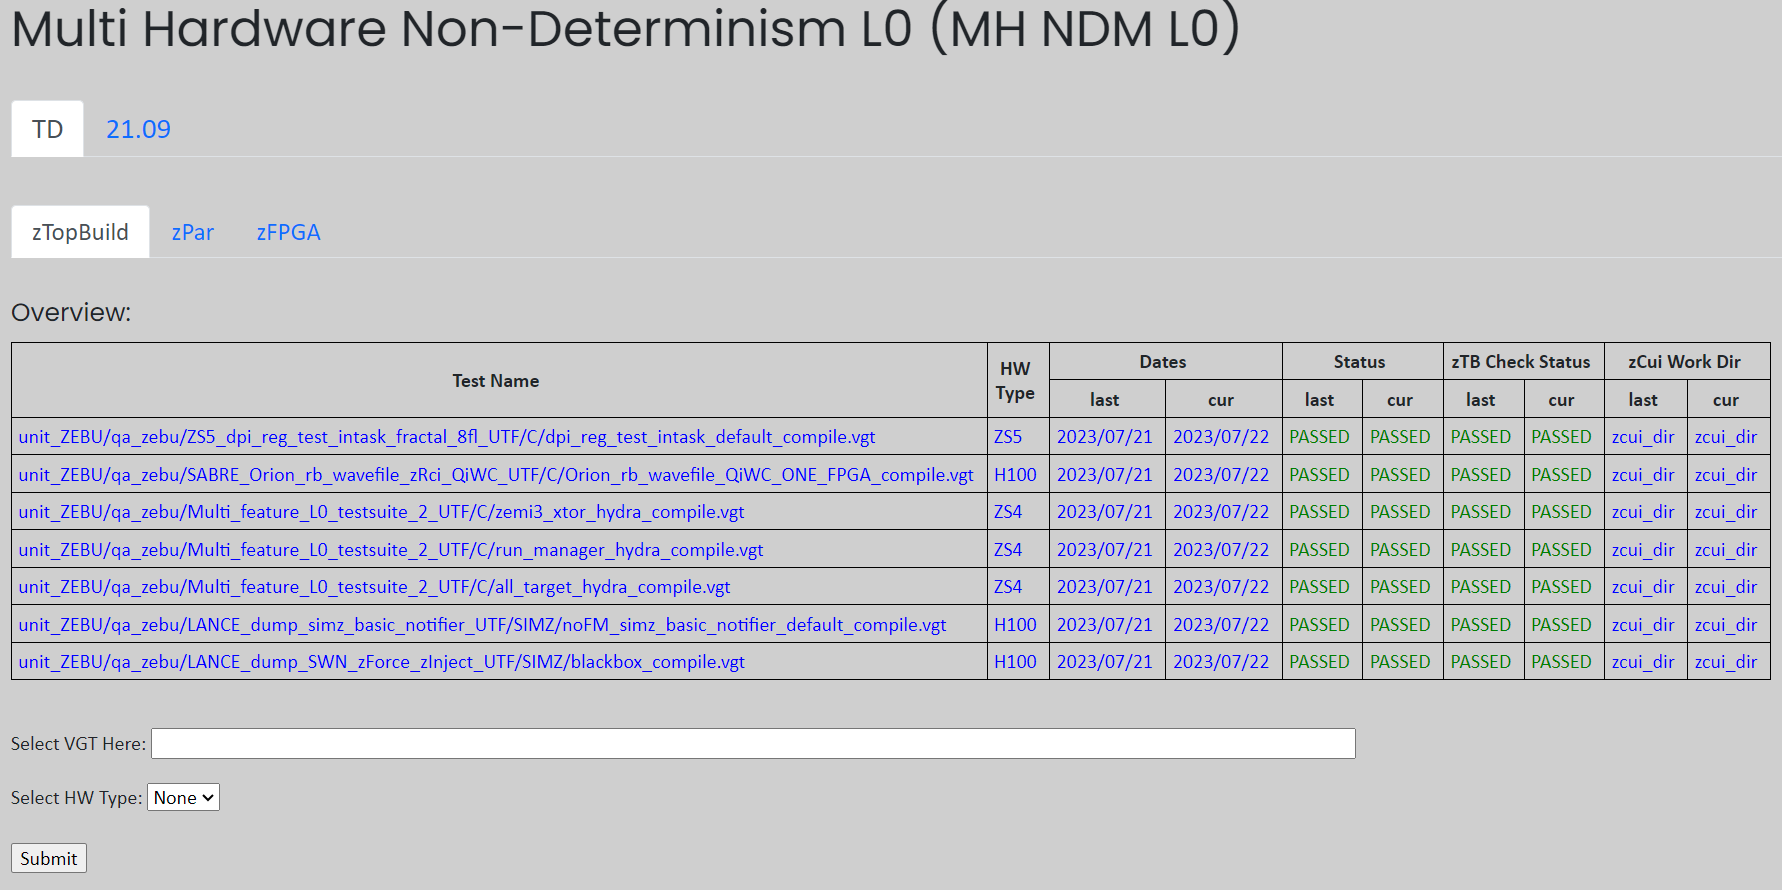 Multi Hardware Non-Determinism L0 (MH NDM L0)
TD 21.09
zTopBuild zPar zFPGA
Overview:
Test Name HW Type Dates Status zTB Check Status zCui Work Dir
last cur last cur last cur last cur
unit_ZEBU/qa_zebu/ZS5_dpi_reg_test_intask_fractal_8fl_UTF/C/dpi_reg_test_intask_default_compile.vgt ZS5 2023/07/21 2023/07/22 PASSED PASSED PASSED PASSED zcui_dir zcui_dir
unit_ZEBU/qa_zebu/SABRE_Orion_rb_wavefile_zRci_QiWC_UTF/C/Orion_rb_wavefile_QiWC_ONE_FPGA_compile.vgt H100 2023/07/21 2023/07/22 PASSED PASSED PASSED PASSED zcui_dir zcui_dir
unit_ZEBU/qa_zebu/Multi_feature_L0_testsuite_2_UTF/C/zemi3_xtor_hydra_compile.vgt ZS4 2023/07/21 2023/07/22 PASSED PASSED PASSED PASSED zcui_dir zcui_dir
unit_ZEBU/qa_zebu/Multi_feature_L0_testsuite_2_UTF/C/run_manager_hydra_compile.vgt ZS4 2023/07/21 2023/07/22 PASSED PASSED PASSED PASSED zcui_dir zcui_dir
unit_ZEBU/qa_zebu/Multi_feature_L0_testsuite_2_UTF/C/all_target_hydra_compile.vgt ZS4 2023/07/21 2023/07/22 PASSED PASSED PASSED PASSED zcui_dir zcui_dir
unit_ZEBU/qa_zebu/LANCE_dump_simz_basic_notifier_UTF/SIMZ/noFM_simz_basic_notifier_default_compile.vgt H100 2023/07/21 2023/07/22 PASSED PASSED PASSED PASSED zcui_dir zcui_dir
unit_ZEBU/qa_zebu/LANCE_dump_SWN_zForce_zInject_UTF/SIMZ/blackbox_compile.vgt H100 2023/07/21 2023/07/22 PASSED PASSED PASSED PASSED zcui_dir zcui_dir
Select VGT Here:
Select HW Type: None
Submit